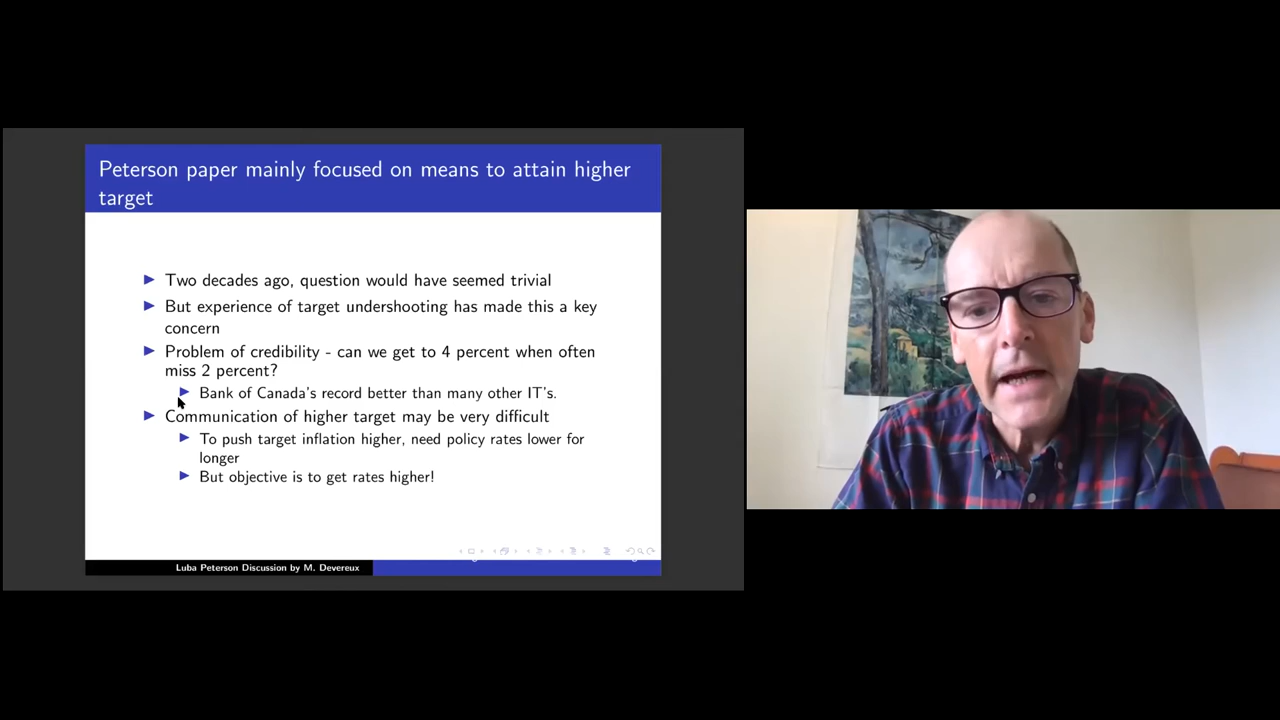 Peterson paper mainly focused on means to attain higher
target
Two decades ago, question would have seemed trivial
But experience of target undershooting has made this a key
concern
Problem of credibility - can we get to 4 percent when often
miss 2 percent?
Bank of Canada's record better than many other IT's.
Communication of higher target may be very difficult
To push target inflation higher, need policy rates lower for
longer
But objective is to get rates higher!
Luba Peterson Discussion by M. Devereux